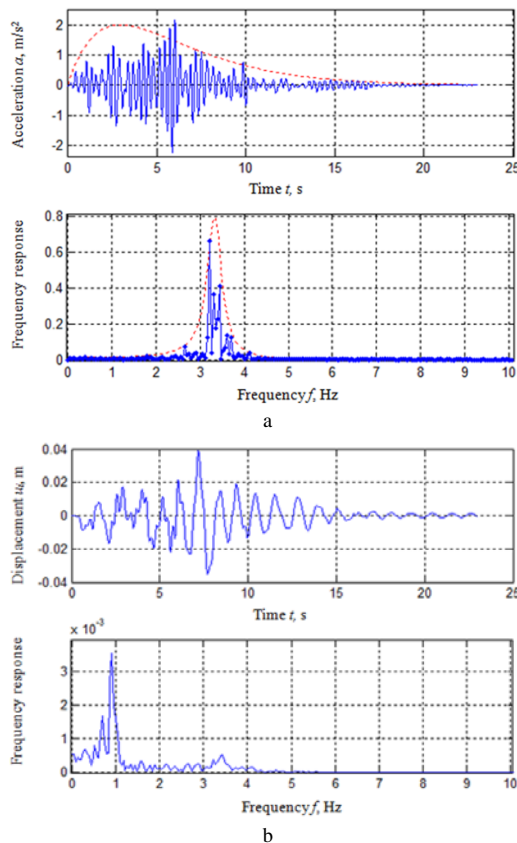 Acceleration a, m/s²
2
1
0
-1
-2
0 5 10 15 20 25
Time t, s
Frequency response
0.8
0.6
0.4
0.2
0
0 1 2 3 4 5 6 7 8 9 10
Frequency f, Hz
a
Displacement u, m
0.04
0.02
0
-0.02
-0.04
0 5 10 15 20 25
Time t, s
x 10⁻³
Frequency response
3
2
1
0
0 1 2 3 4 5 6 7 8 9 10
Frequency f, Hz
b